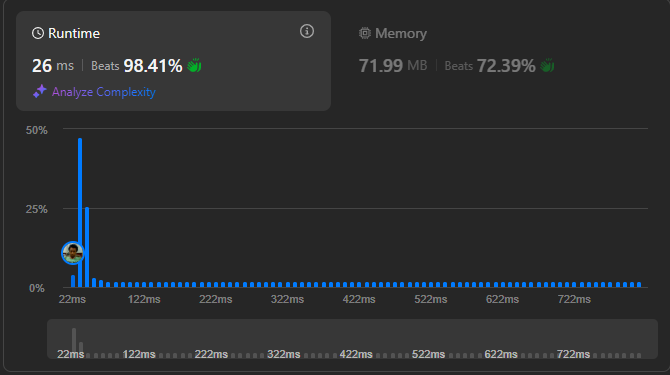 Runtime
26 ms | Beats 98.41%
Analyze Complexity
Memory
71.99 MB | Beats 72.39%
50%
25%
0%
22ms 122ms 222ms 322ms 422ms 522ms 622ms 722ms
22ms 122ms 222ms 322ms 422ms 522ms 622ms 722ms